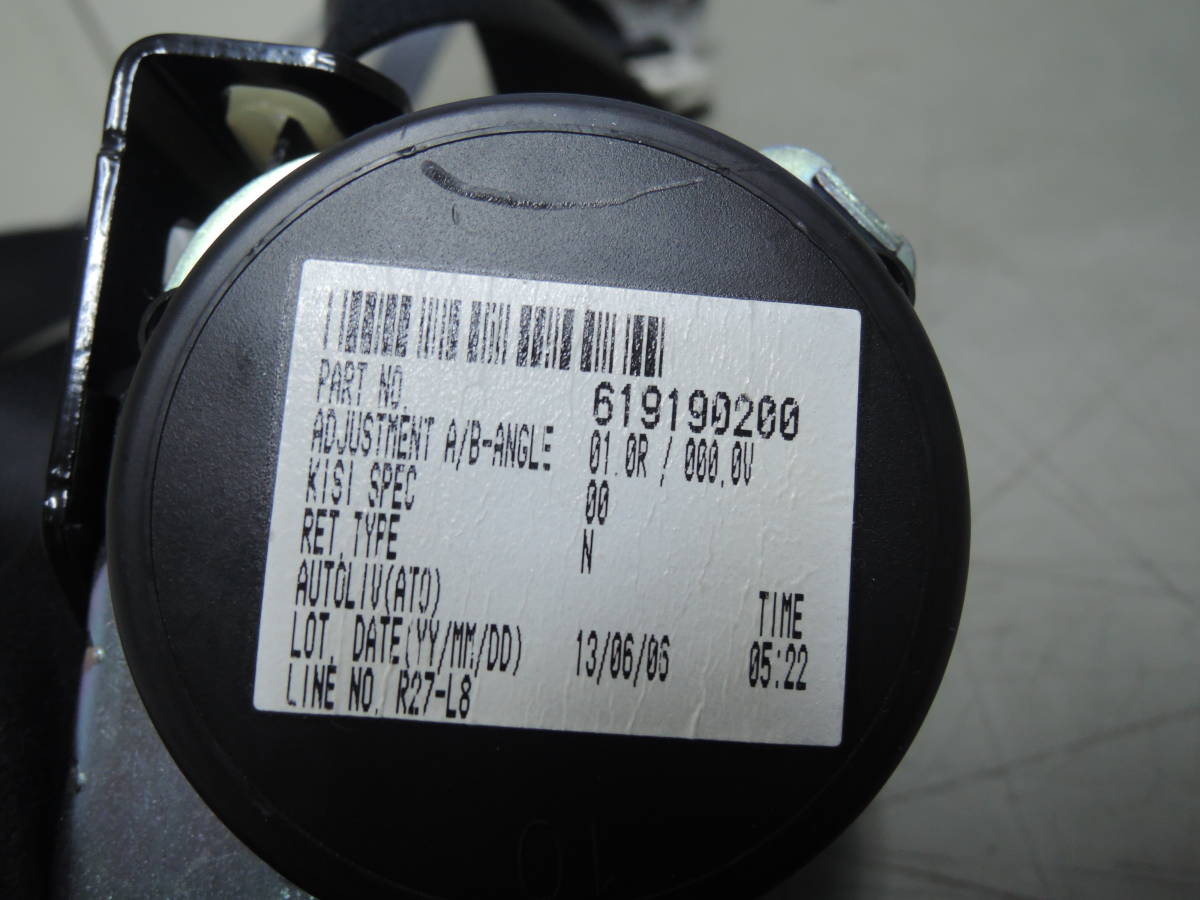 PART NO. 619190200
ADJUSTMENT A/B-ANGLE 01.0R / 000.0V
KISI SPEC 00
RET.TYPE N
AUTOLIV(ATO) TIME
LOT. DATE(YY/MM/DD) 13/06/06 05:22
LINE NO. R27-L8